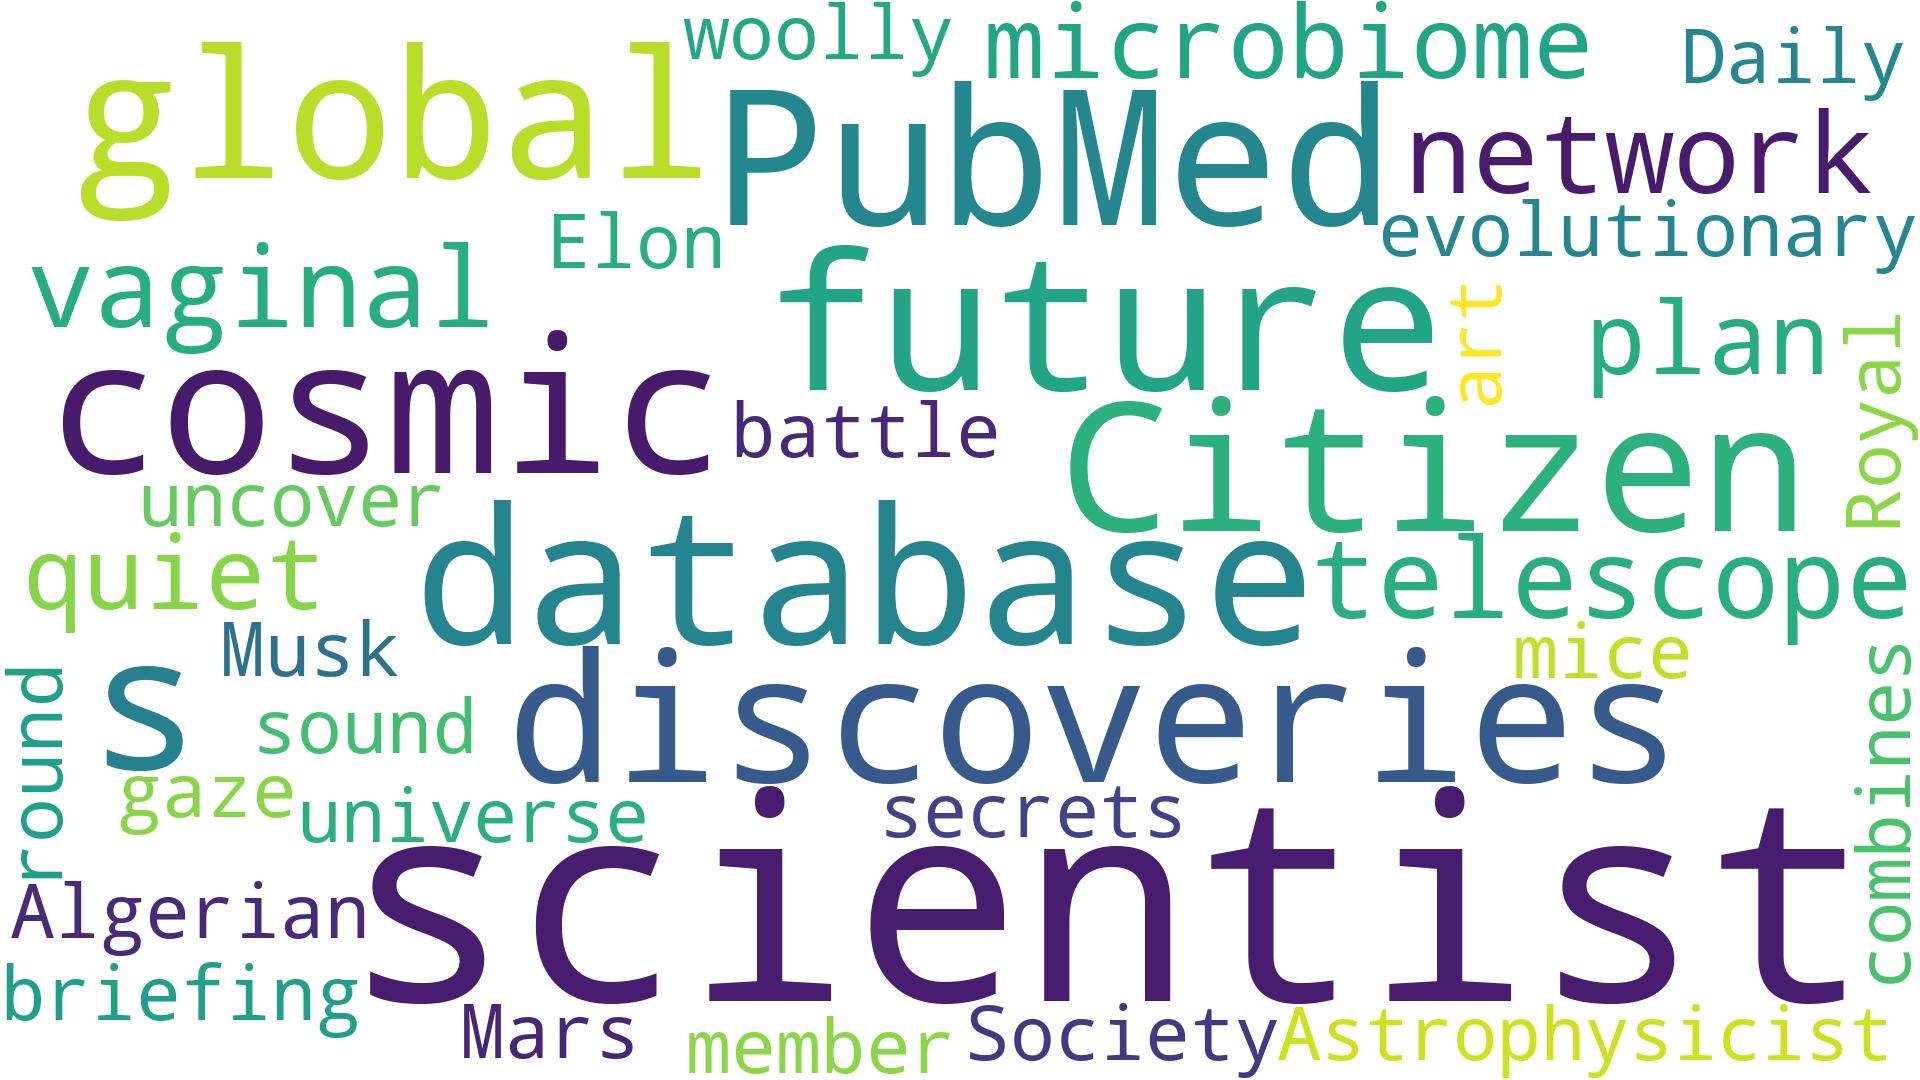 woolly
microbiome
Daily
global
PubMed
network
Elon
evolutionary
vaginal
future
art
plan
Royal
cosmic
battle
Citizen
uncover
database
telescope
quiet
Musk
mice
s
discoveries
round
sound
combines
gaze
universe
secrets
scientist
Algerian
briefing
Mars
member
Society
Astrophysicist